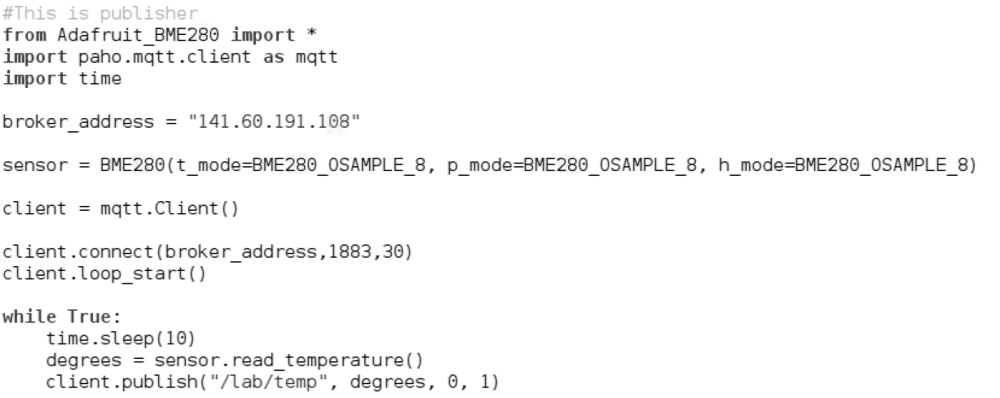 #This is publisher
from Adafruit_BME280 import *
import paho.mqtt.client as mqtt
import time
broker_address = "141.60.191.108"
sensor = BME280(t_mode=BME280_OSAMPLE_8, p_mode=BME280_OSAMPLE_8, h_mode=BME280_OSAMPLE_8)
client = mqtt.Client()
client.connect(broker_address,1883,30)
client.loop_start()
while True:
    time.sleep(10)
    degrees = sensor.read_temperature()
    client.publish("/lab/temp", degrees, 0, 1)